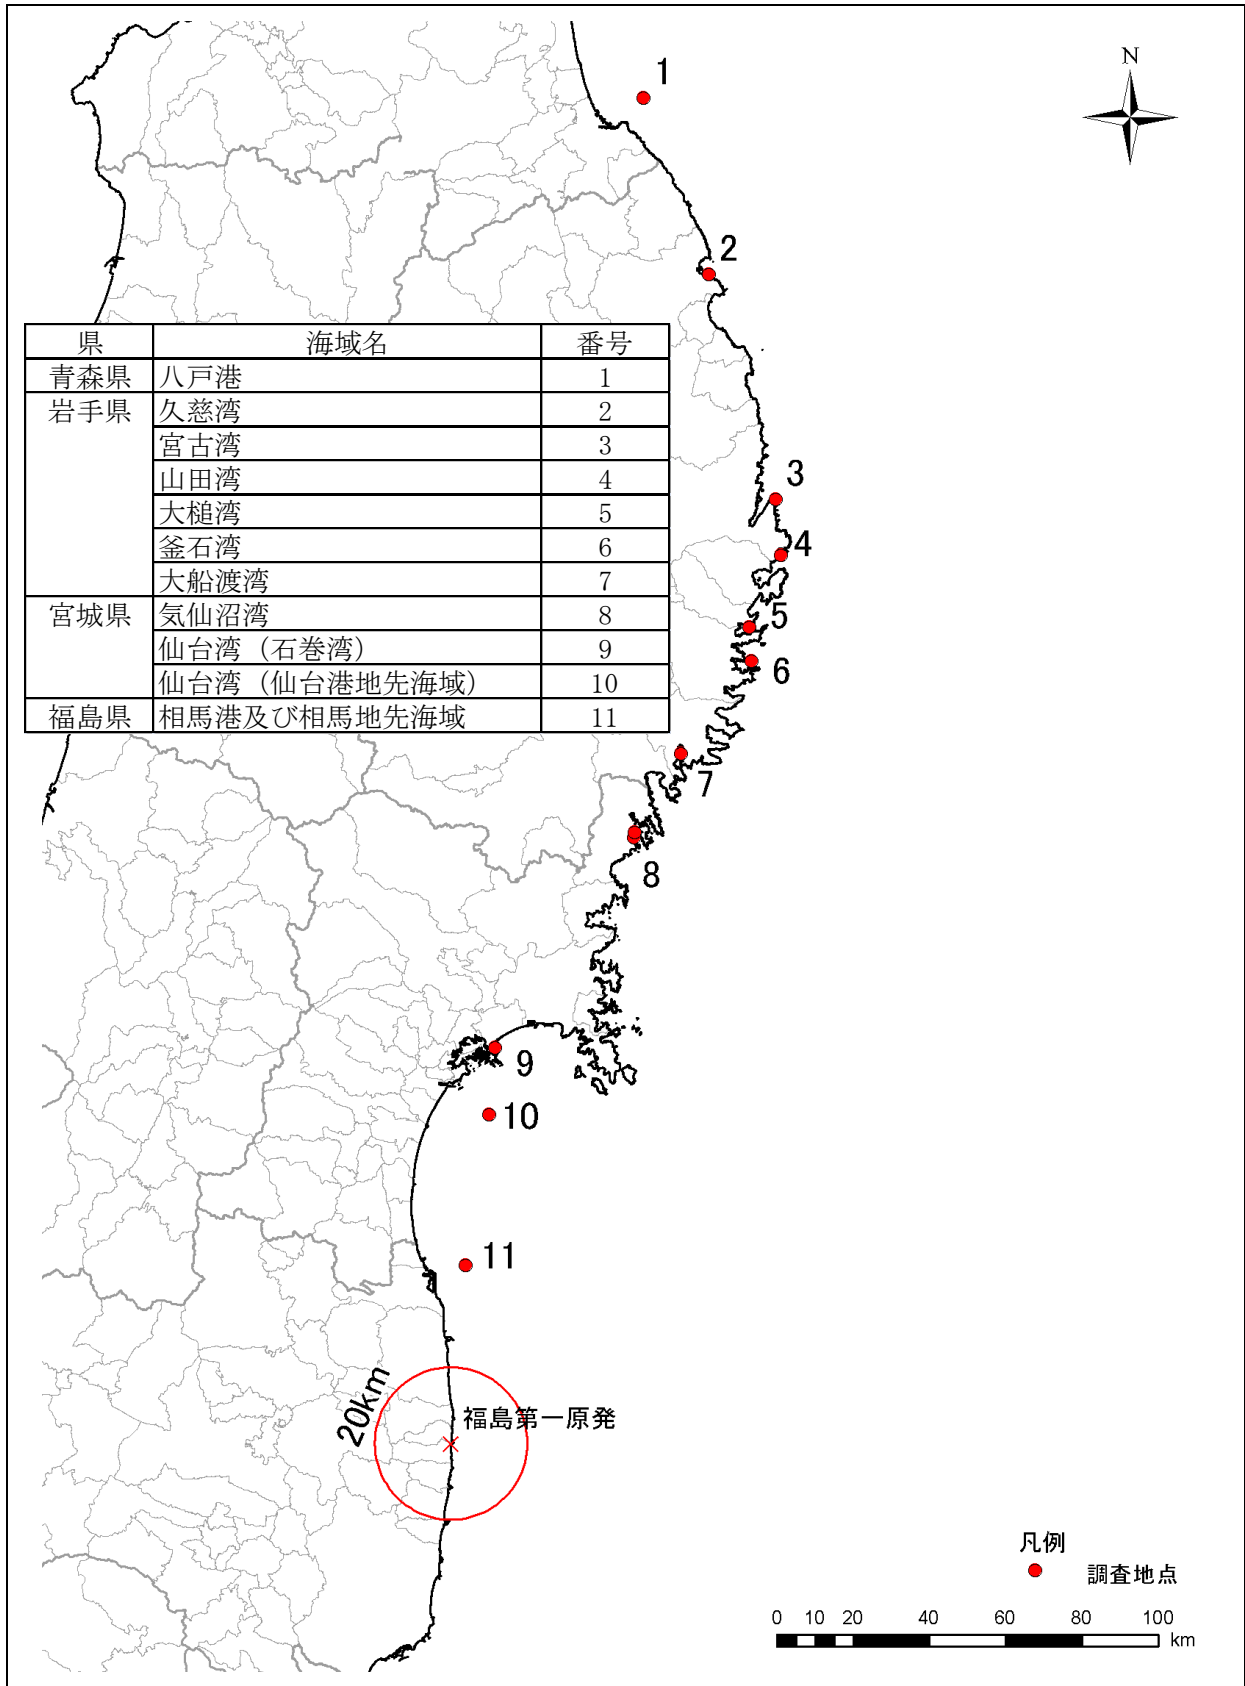 N
1
2
県 海域名 番号
青森県 八戸港 1
岩手県 久慈湾 2
宮古湾 3
山田湾 4
大槌湾 5
釜石湾 6
大船渡湾 7
宮城県 気仙沼湾 8
仙台湾（石巻湾） 9
仙台湾（仙台港地先海域） 10
福島県 相馬港及び相馬地先海域 11
3
4
5
6
7
8
9
10
11
20km
福島第一原発
凡例
調査地点
0 10 20 40 60 80 100
km